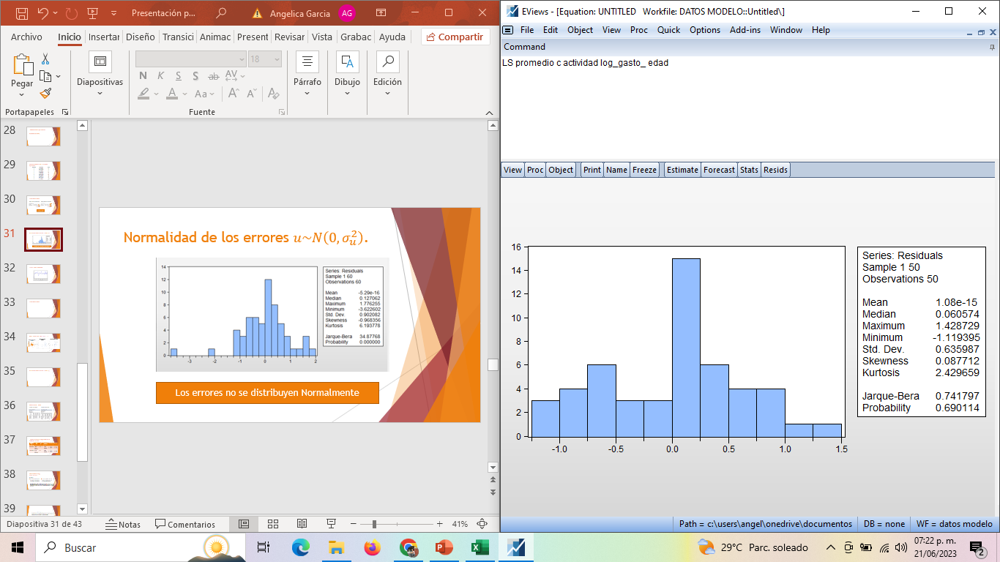 Presentación p...
Angelica Garcia
AG
Archivo Inicio Insertar Diseño Transici Animac Present Revisar Vista Grabac Ayuda Compartir
Pegar
Diapositivas
18
N K S S ab AV
Aa A A
Párrafo
Dibujo
Edición
Portapapeles
Fuente
28
29
30
31
32
33
34
35
36
37
38
39
Normalidad de los errores u~N(0, σ²ᵤ).
14
12
10
8
6
4
2
0
-3 -2 -1 0 1 2
Series: Residuals
Sample 1 60
Observations 60
Mean -5.29e-16
Median 0.127062
Maximum 1.776255
Minimum -3.622602
Std. Dev. 0.902082
Skewness -0.968356
Kurtosis 6.193778
Jarque-Bera 34.87768
Probability 0.000000
Los errores no se distribuyen Normalmente
Diapositiva 31 de 43
Notas
Comentarios
41%
EViews - [Equation: UNTITLED Workfile: DATOS MODELO::Untitled\]
File Edit Object View Proc Quick Options Add-ins Window Help
Command
LS promedio c actividad log_gasto_ edad
View Proc Object Print Name Freeze Estimate Forecast Stats Resids
16
14
12
10
8
6
4
2
0
-1.0 -0.5 0.0 0.5 1.0 1.5
Series: Residuals
Sample 1 50
Observations 50
Mean 1.08e-15
Median 0.060574
Maximum 1.428729
Minimum -1.119395
Std. Dev. 0.635987
Skewness 0.087712
Kurtosis 2.429659
Jarque-Bera 0.741797
Probability 0.690114
Path = c:\users\angel\onedrive\documentos DB = none WF = datos modelo
Buscar
29°C Parc. soleado
07:22 p. m.
21/06/2023
2